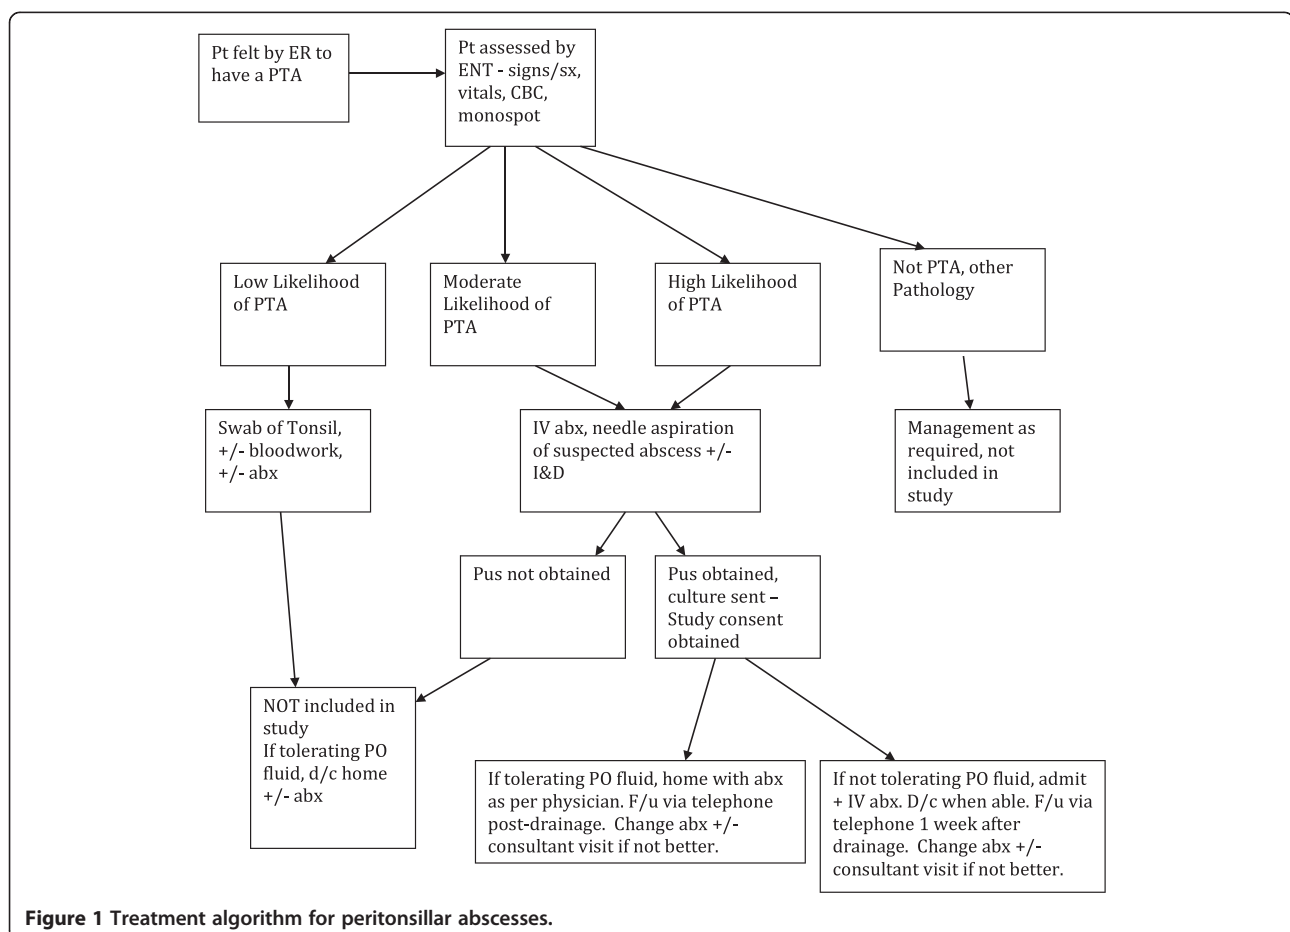 Pt felt by ER to
have a PTA
Pt assessed by
ENT - signs/sx,
vitals, CBC,
monospot
Low Likelihood
of PTA
Moderate
Likelihood of
PTA
High Likelihood
of PTA
Not PTA, other
Pathology
Swab of Tonsil,
+/- bloodwork,
+/- abx
IV abx, needle aspiration
of suspected abscess +/-
I&D
Management as
required, not
included in
study
Pus not obtained
Pus obtained,
culture sent –
Study consent
obtained
NOT included in
study
If tolerating PO
fluid, d/c home
+/- abx
If tolerating PO fluid, home with abx
as per physician. F/u via telephone
post-drainage. Change abx +/-
consultant visit if not better.
If not tolerating PO fluid, admit
+ IV abx. D/c when able. F/u via
telephone 1 week after
drainage. Change abx +/-
consultant visit if not better.
Figure 1 Treatment algorithm for peritonsillar abscesses.